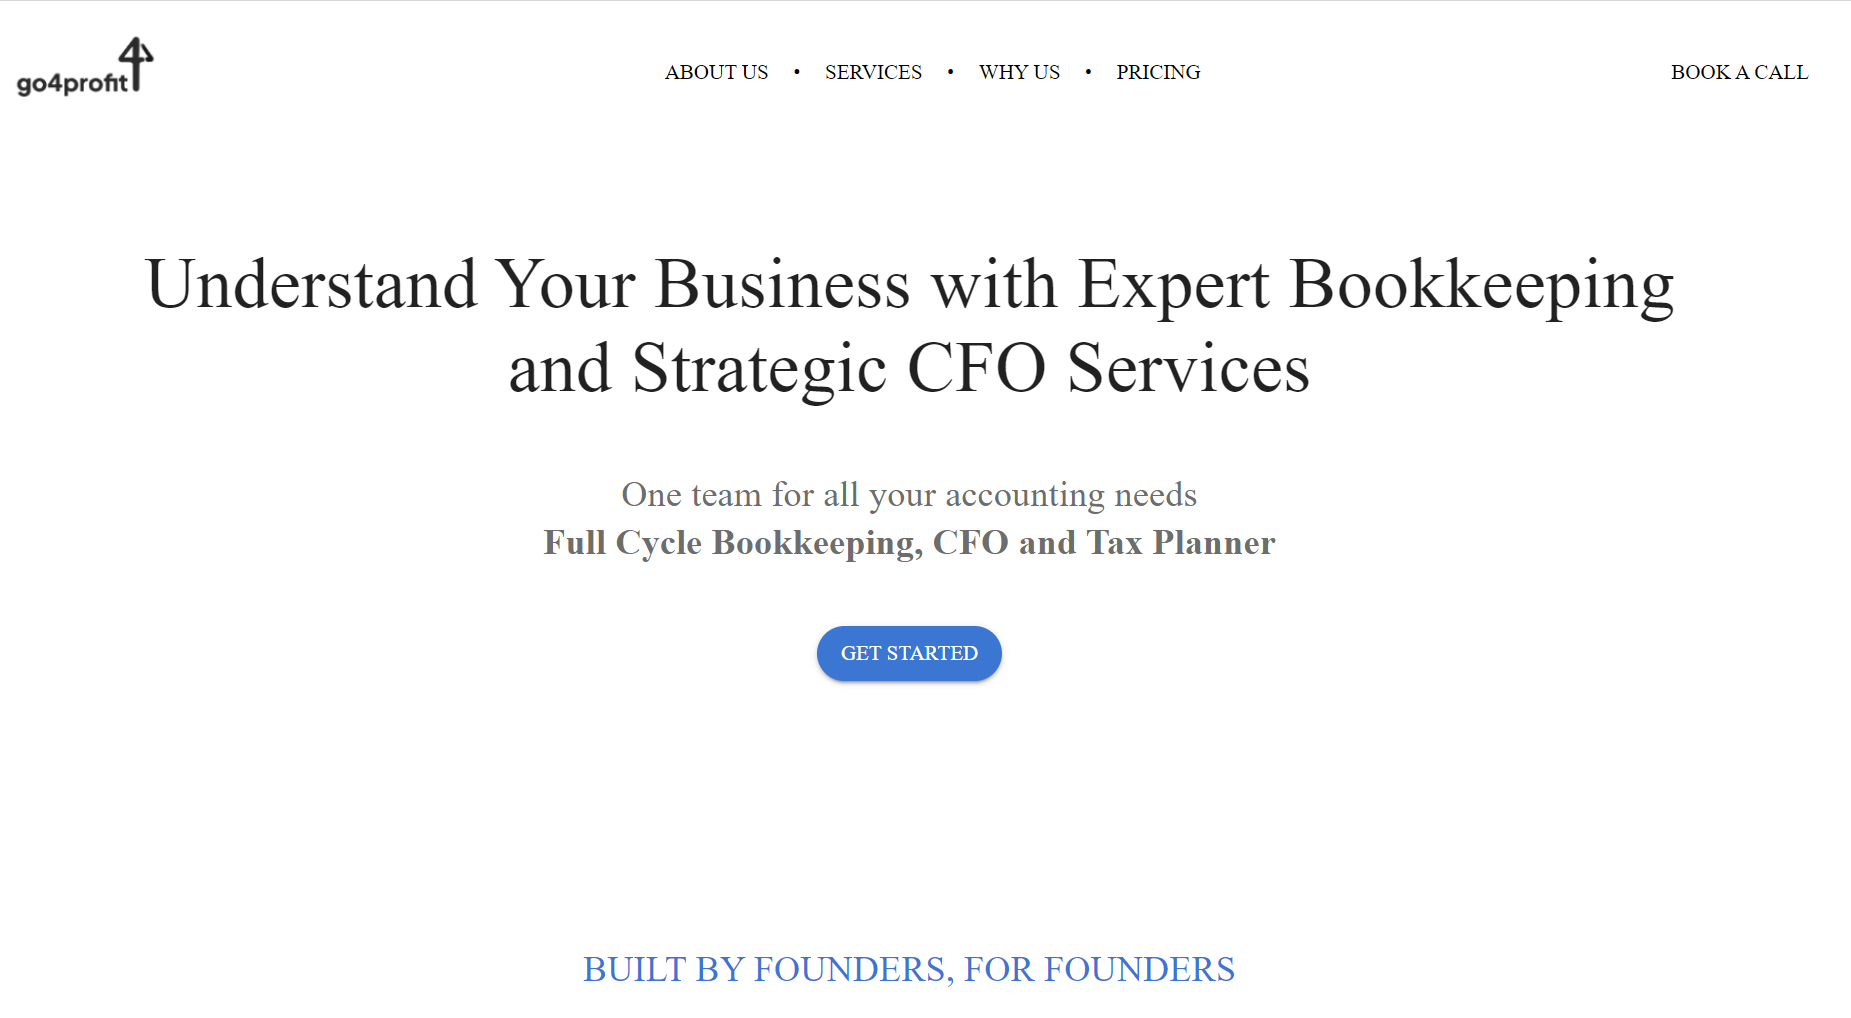 go4profit
ABOUT US • SERVICES • WHY US • PRICING
BOOK A CALL
Understand Your Business with Expert Bookkeeping
and Strategic CFO Services
One team for all your accounting needs
Full Cycle Bookkeeping, CFO and Tax Planner
GET STARTED
BUILT BY FOUNDERS, FOR FOUNDERS